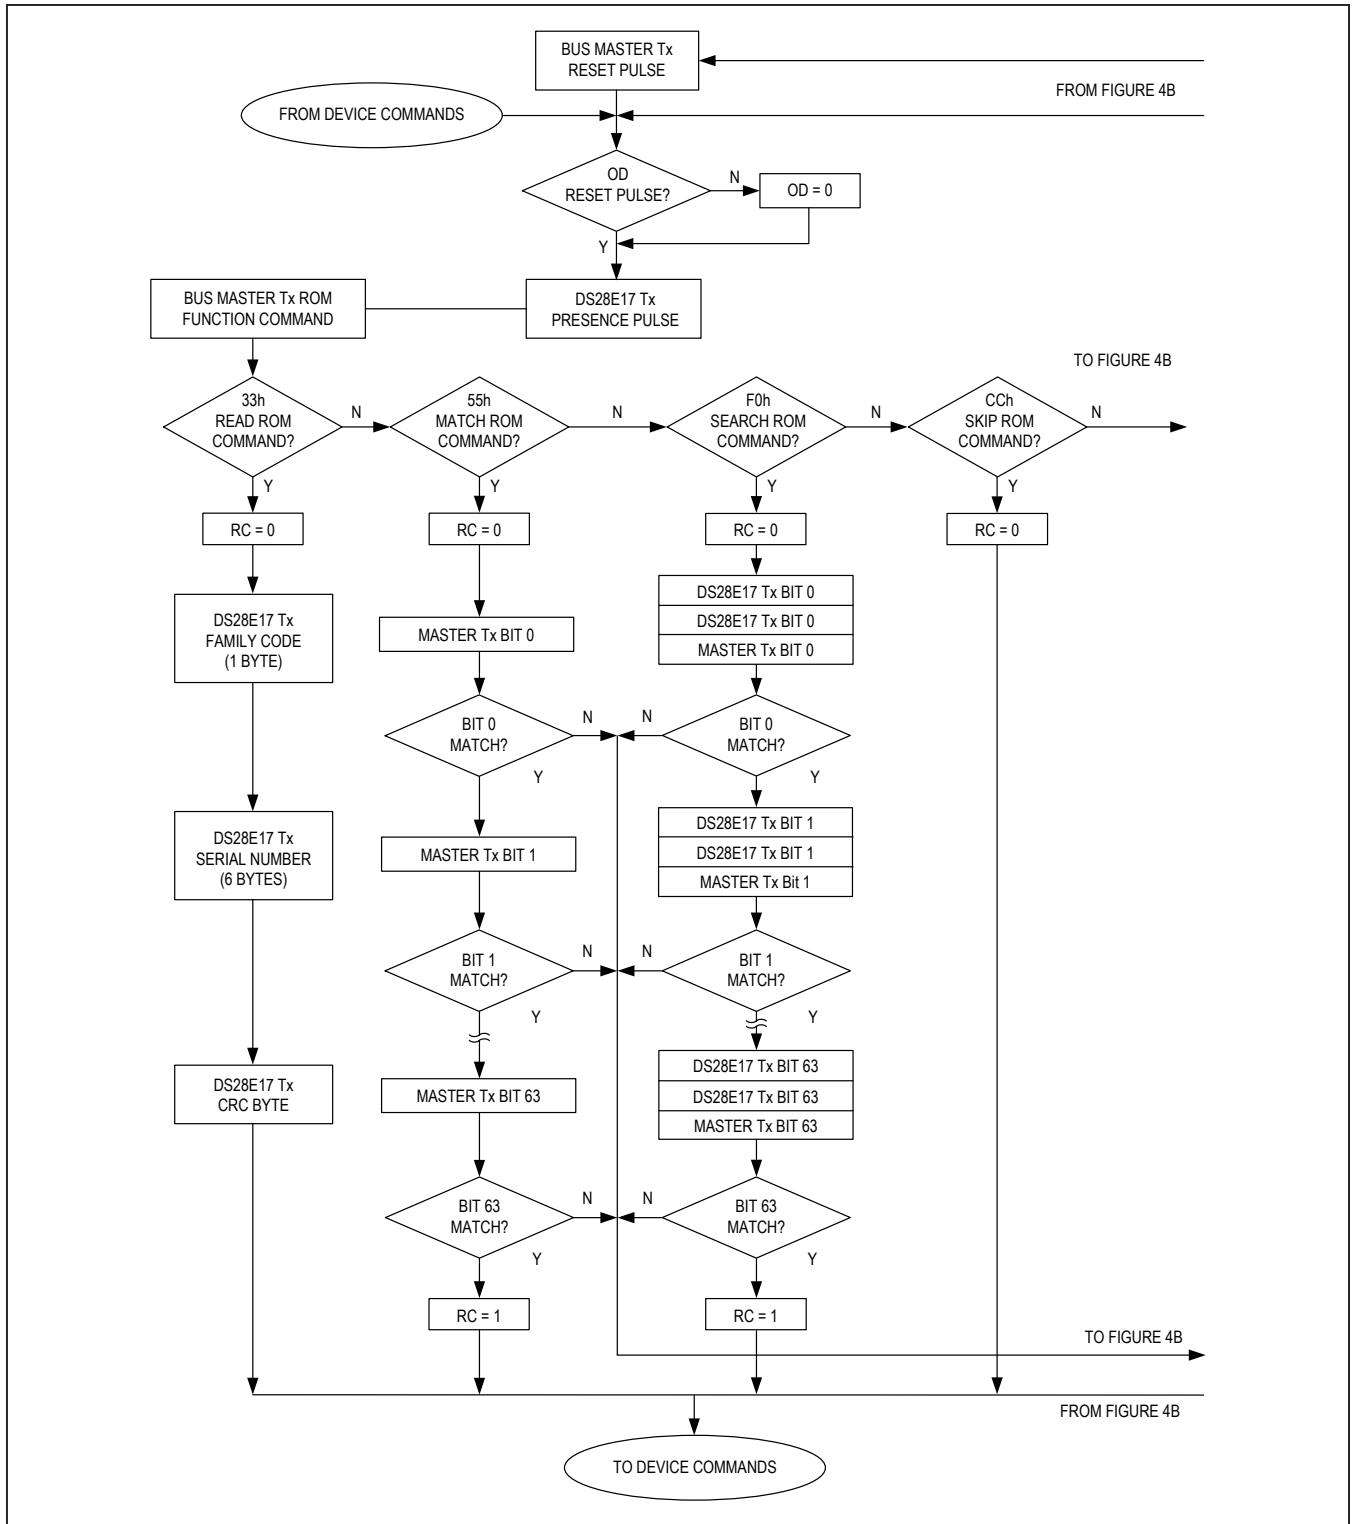 BUS MASTER Tx
RESET PULSE
FROM FIGURE 4B
FROM DEVICE COMMANDS
OD
RESET PULSE?
N
OD = 0
Y
BUS MASTER Tx ROM
FUNCTION COMMAND
DS28E17 Tx
PRESENCE PULSE
TO FIGURE 4B
33h
READ ROM
COMMAND?
N
55h
MATCH ROM
COMMAND?
N
F0h
SEARCH ROM
COMMAND?
N
CCh
SKIP ROM
COMMAND?
N
Y
Y
Y
Y
RC = 0
RC = 0
RC = 0
RC = 0
DS28E17 Tx
FAMILY CODE
(1 BYTE)
MASTER Tx BIT 0
DS28E17 Tx BIT 0
DS28E17 Tx BIT 0
MASTER Tx BIT 0
BIT 0
MATCH?
N
N
BIT 0
MATCH?
Y
Y
DS28E17 Tx
SERIAL NUMBER
(6 BYTES)
MASTER Tx BIT 1
DS28E17 Tx BIT 1
DS28E17 Tx BIT 1
MASTER Tx Bit 1
BIT 1
MATCH?
N
N
BIT 1
MATCH?
Y
Y
DS28E17 Tx
CRC BYTE
MASTER Tx BIT 63
DS28E17 Tx BIT 63
DS28E17 Tx BIT 63
MASTER Tx BIT 63
BIT 63
MATCH?
N
N
BIT 63
MATCH?
Y
Y
RC = 1
RC = 1
TO FIGURE 4B
FROM FIGURE 4B
TO DEVICE COMMANDS